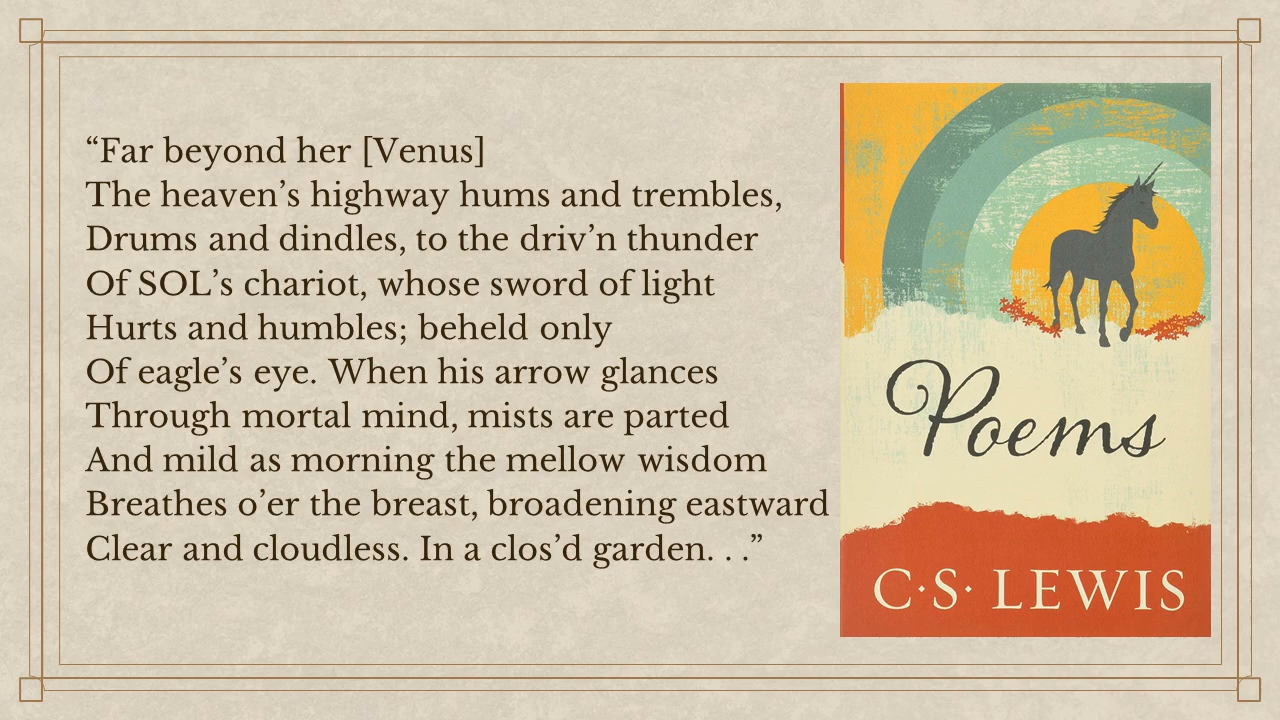 “Far beyond her [Venus]
The heaven’s highway hums and trembles,
Drums and dindles, to the driv’n thunder
Of SOL’s chariot, whose sword of light
Hurts and humbles; beheld only
Of eagle’s eye. When his arrow glances
Through mortal mind, mists are parted
And mild as morning the mellow wisdom
Breathes o’er the breast, broadening eastward
Clear and cloudless. In a clos’d garden. . .”
Poems
C·S· LEWIS